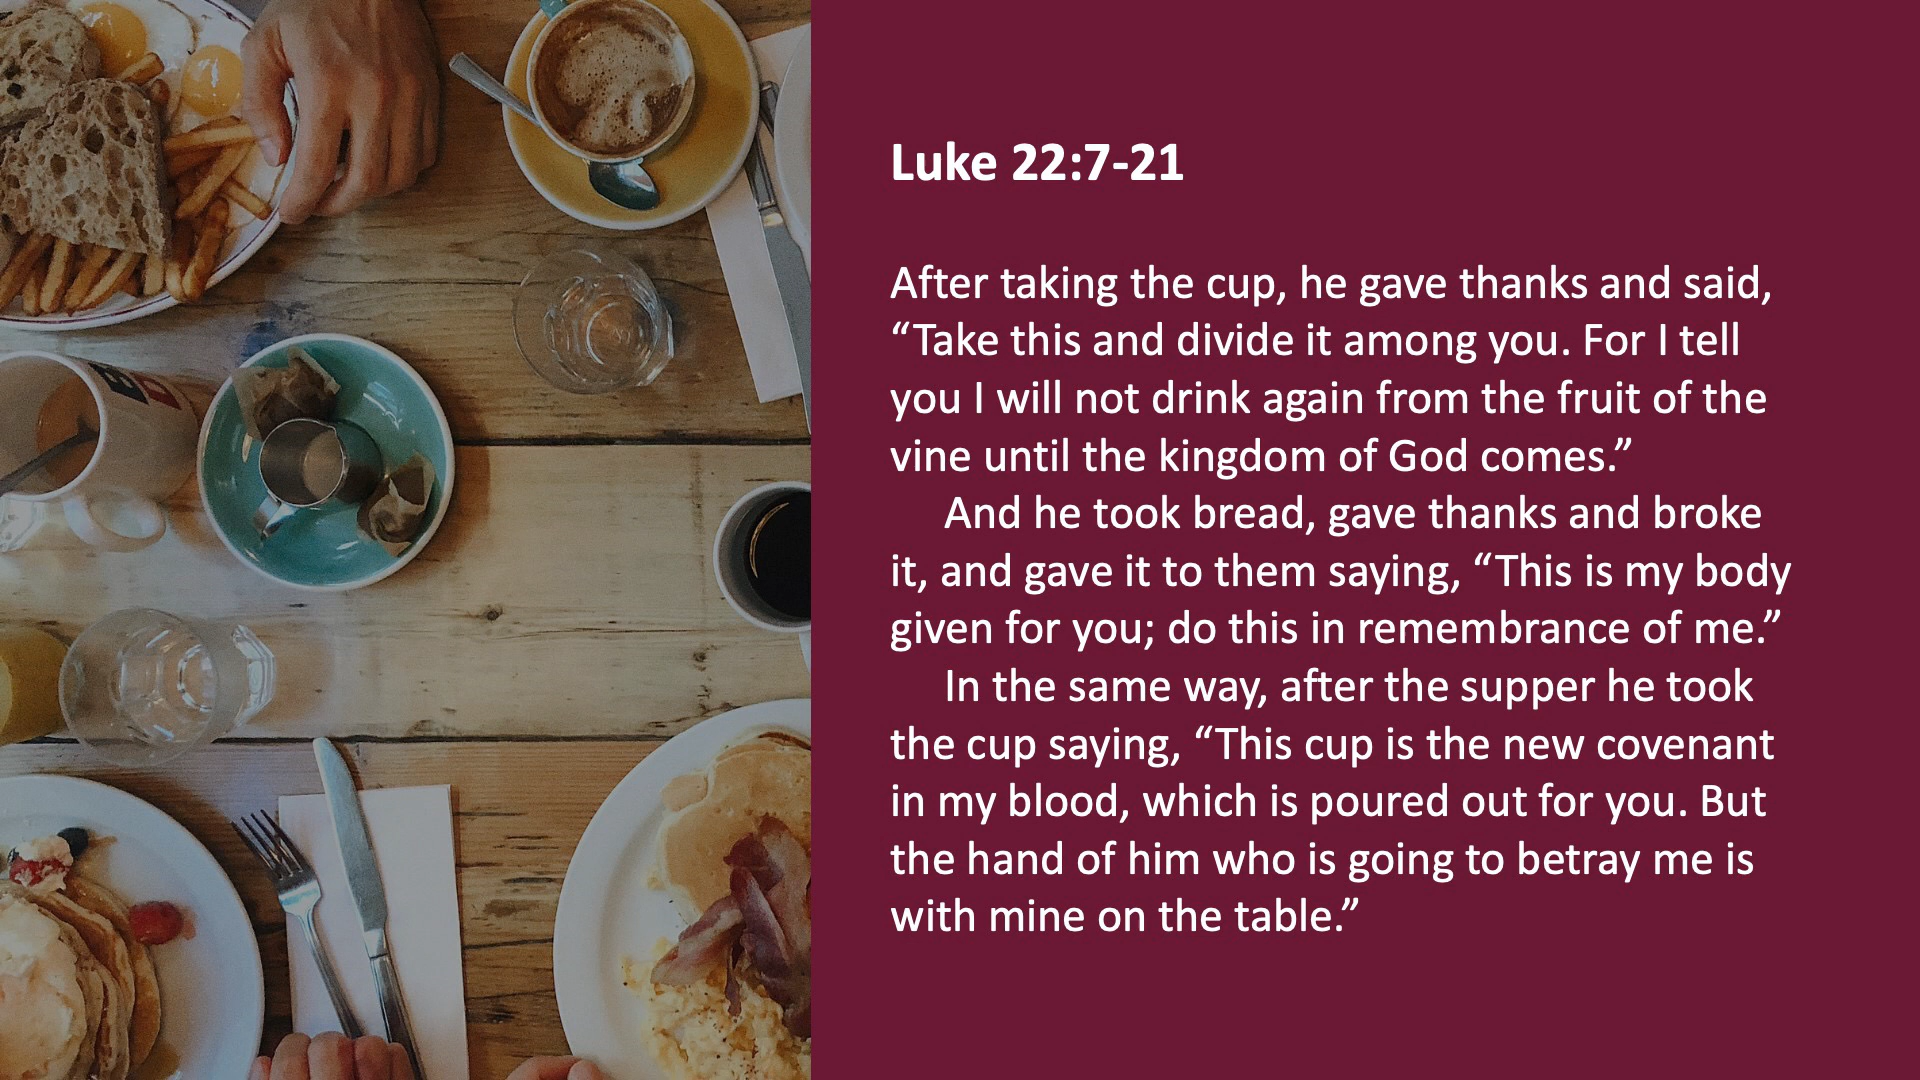 Luke 22:7-21
After taking the cup, he gave thanks and said,
“Take this and divide it among you. For I tell
you I will not drink again from the fruit of the
vine until the kingdom of God comes.”
And he took bread, gave thanks and broke
it, and gave it to them saying, “This is my body
given for you; do this in remembrance of me.”
In the same way, after the supper he took
the cup saying, “This cup is the new covenant
in my blood, which is poured out for you. But
the hand of him who is going to betray me is
with mine on the table.”